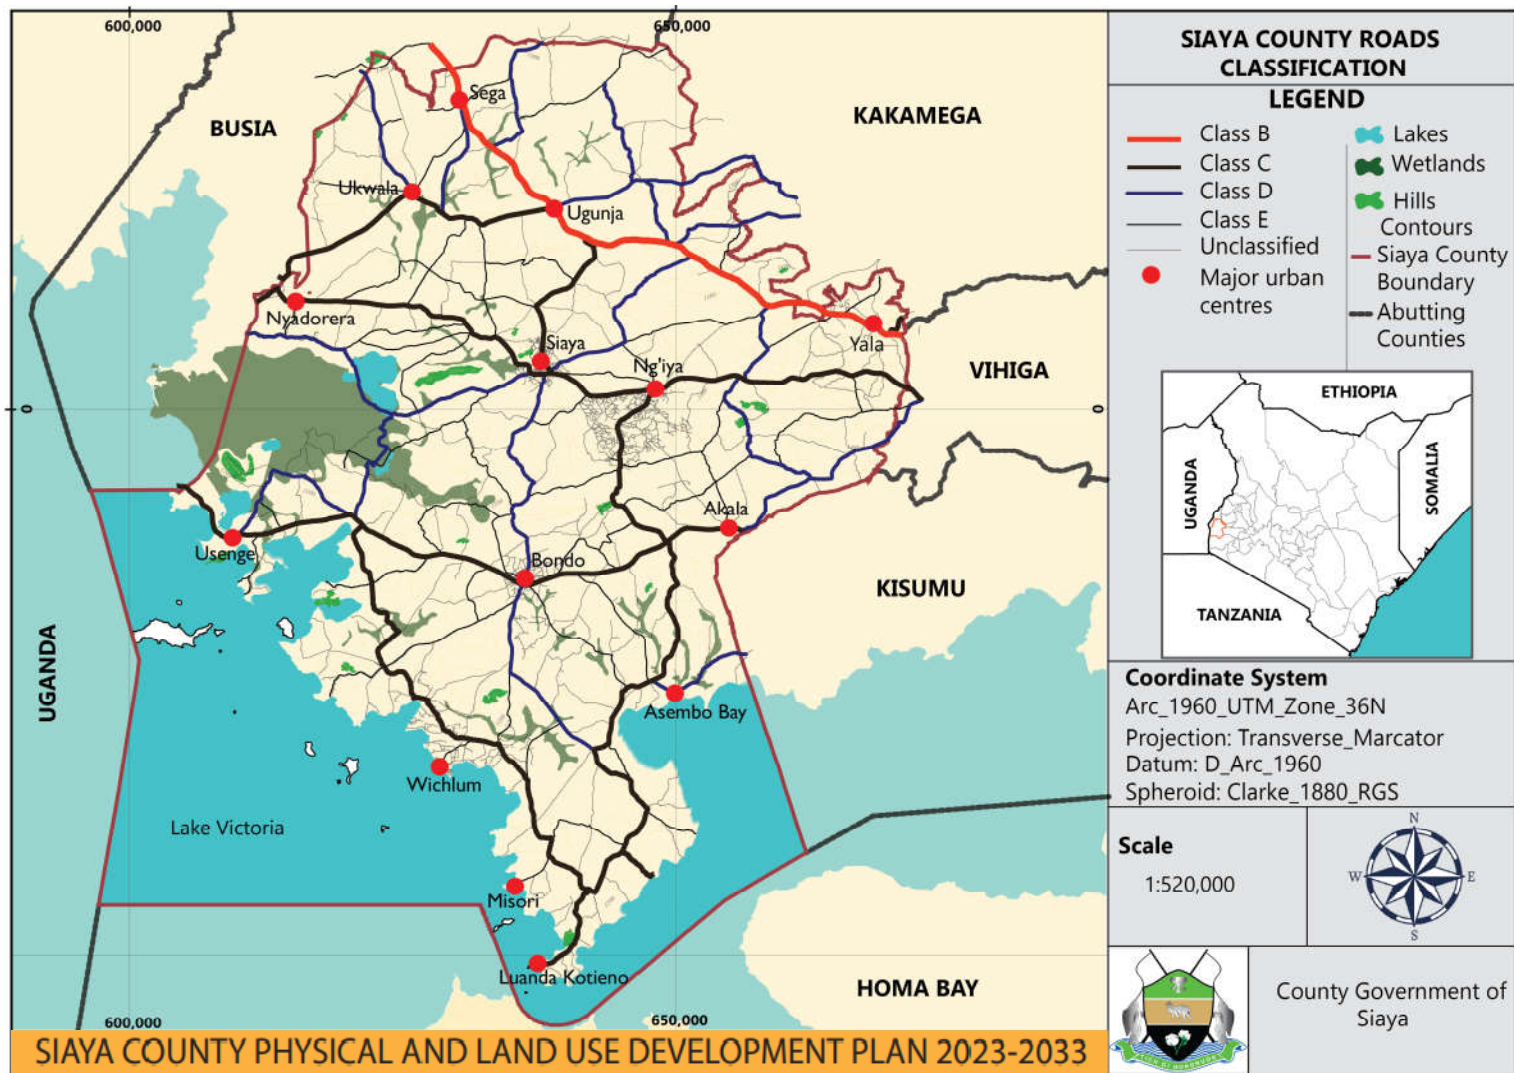 600,000
650,000
BUSIA
KAKAMEGA
Sega
Ukwala
Ugunja
Nyadorera
Yala
Siaya
Ng'iya
VIHIGA
0
0
Akala
Usenge
Bondo
KISUMU
UGANDA
Asembo Bay
Wichlum
Lake Victoria
Misori
Luanda Kotieno
HOMA BAY
600,000
650,000
SIAYA COUNTY PHYSICAL AND LAND USE DEVELOPMENT PLAN 2023-2033
SIAYA COUNTY ROADS
CLASSIFICATION
LEGEND
Class B
Class C
Class D
Class E
Unclassified
Major urban
centres
Lakes
Wetlands
Hills
Contours
Siaya County
Boundary
Abutting
Counties
ETHIOPIA
UGANDA
SOMALIA
TANZANIA
Coordinate System
Arc_1960_UTM_Zone_36N
Projection: Transverse_Marcator
Datum: D_Arc_1960
Spheroid: Clarke_1880_RGS
Scale
1:520,000
N
W
E
S
County Government of
Siaya